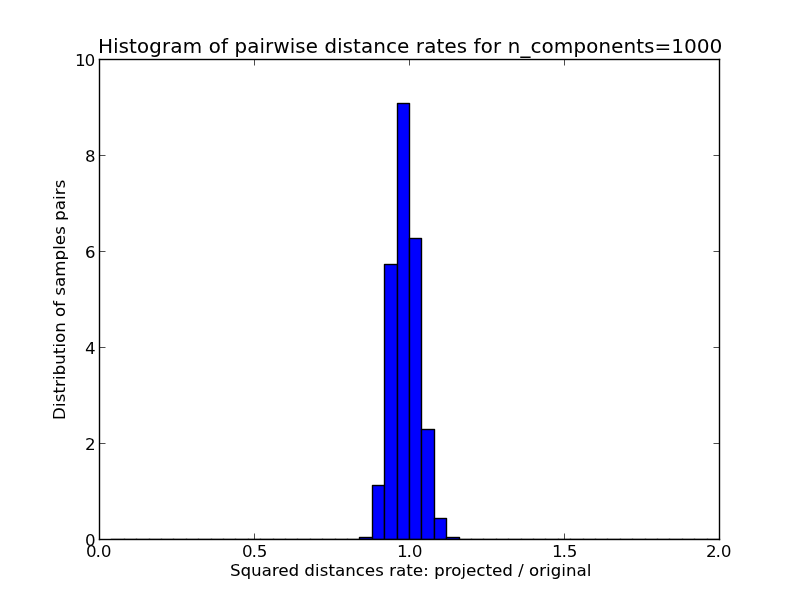 Histogram of pairwise distance rates for n_components=1000
10
8
6
4
2
0
Distribution of samples pairs
0.0 0.5 1.0 1.5 2.0
Squared distances rate: projected / original